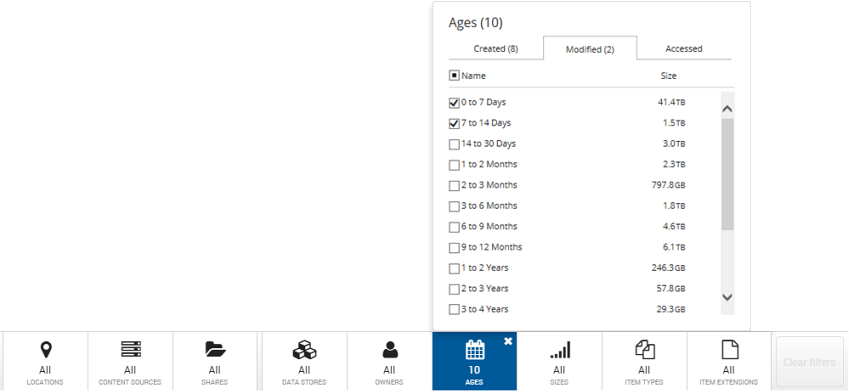 Ages (10)
Created (8) Modified (2) Accessed
Name Size
0 to 7 Days 41.4TB
7 to 14 Days 1.5TB
14 to 30 Days 3.0TB
1 to 2 Months 2.3TB
2 to 3 Months 797.8GB
3 to 6 Months 1.8TB
6 to 9 Months 4.6TB
9 to 12 Months 6.1TB
1 to 2 Years 246.3GB
2 to 3 Years 57.8GB
3 to 4 Years 29.3GB
All All All All All 10 All All All Clear filters
LOCATIONS CONTENT SOURCES SHARES DATA STORES OWNERS AGES SIZES ITEM TYPES ITEM EXTENSIONS